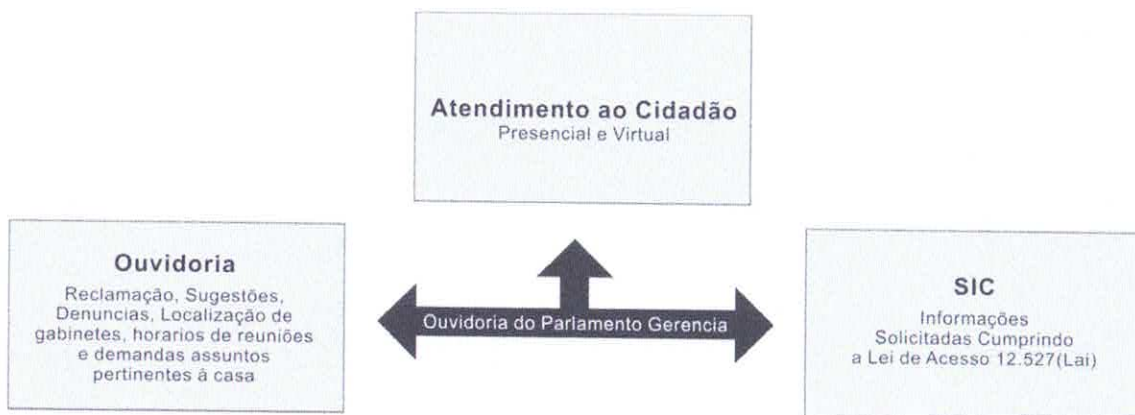 Atendimento ao Cidadão
Presencial e Virtual
Ouvidoria
Reclamação, Sugestões,
Denuncias, Localização de
gabinetes, horarios de reuniões
e demandas assuntos
pertinentes à casa
Ouvidoria do Parlamento Gerencia
SIC
Informações
Solicitadas Cumprindo
a Lei de Acesso 12.527(Lai)